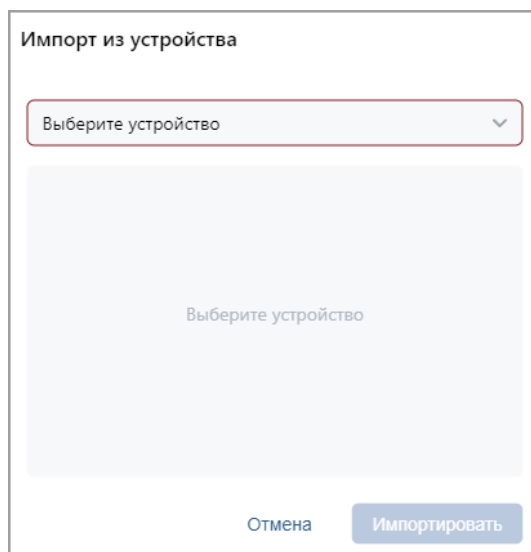 Импорт из устройства
Выберите устройство
Выберите устройство
Отмена Импортировать